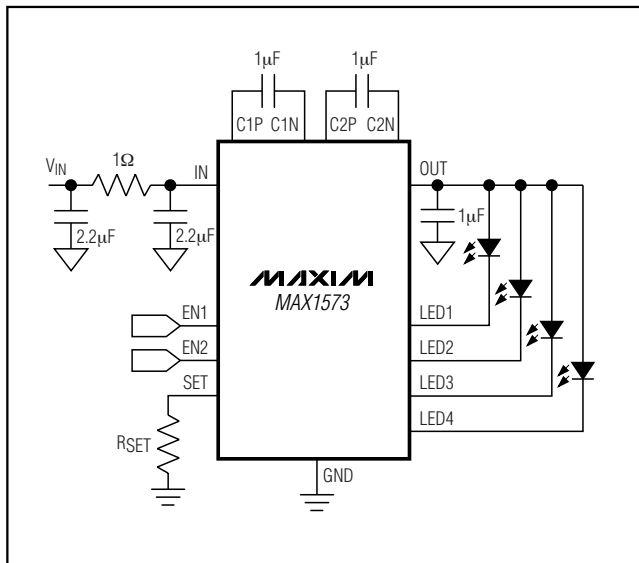 1µF
1µF
C1P C1N
C2P C2N
VIN
1Ω
IN
OUT
2.2µF
2.2µF
1µF
MAXIM
MAX1573
EN1
LED1
EN2
LED2
SET
LED3
LED4
RSET
GND